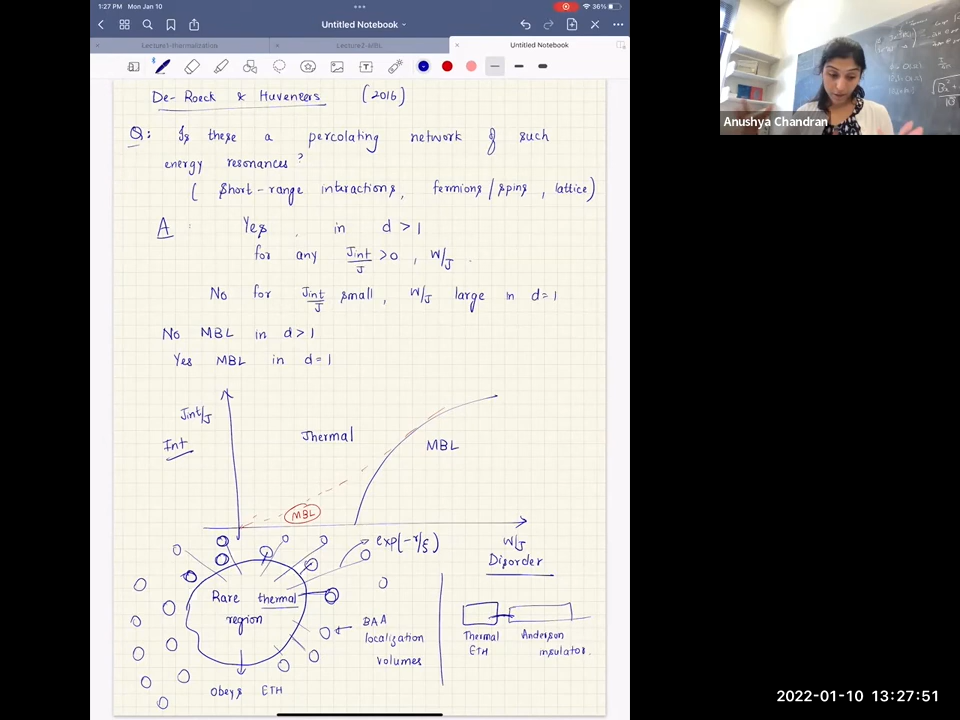 1:27 PM Mon Jan 10
36%
Untitled Notebook
Lecture1-thermalization
Lecture2-MBL
Untitled Notebook
De-Roeck & Huveneers (2016)
Q: Is there a percolating network of such
energy resonances?
( Short-range interactions, fermions/spins, lattice)
A: Yes, in d > 1
for any Jint/J > 0, W/J.
No for Jint/J small, W/J large in d=1
No MBL in d > 1
Yes MBL in d=1
Jint/J
Int
Thermal
MBL
MBL
W/J
Disorder
exp(-r/ξ)
Rare thermal
region
BAA
localization
volumes
Obeys ETH
Thermal
ETH
Anderson
insulator.
Anushya Chandran
2022-01-10 13:27:51